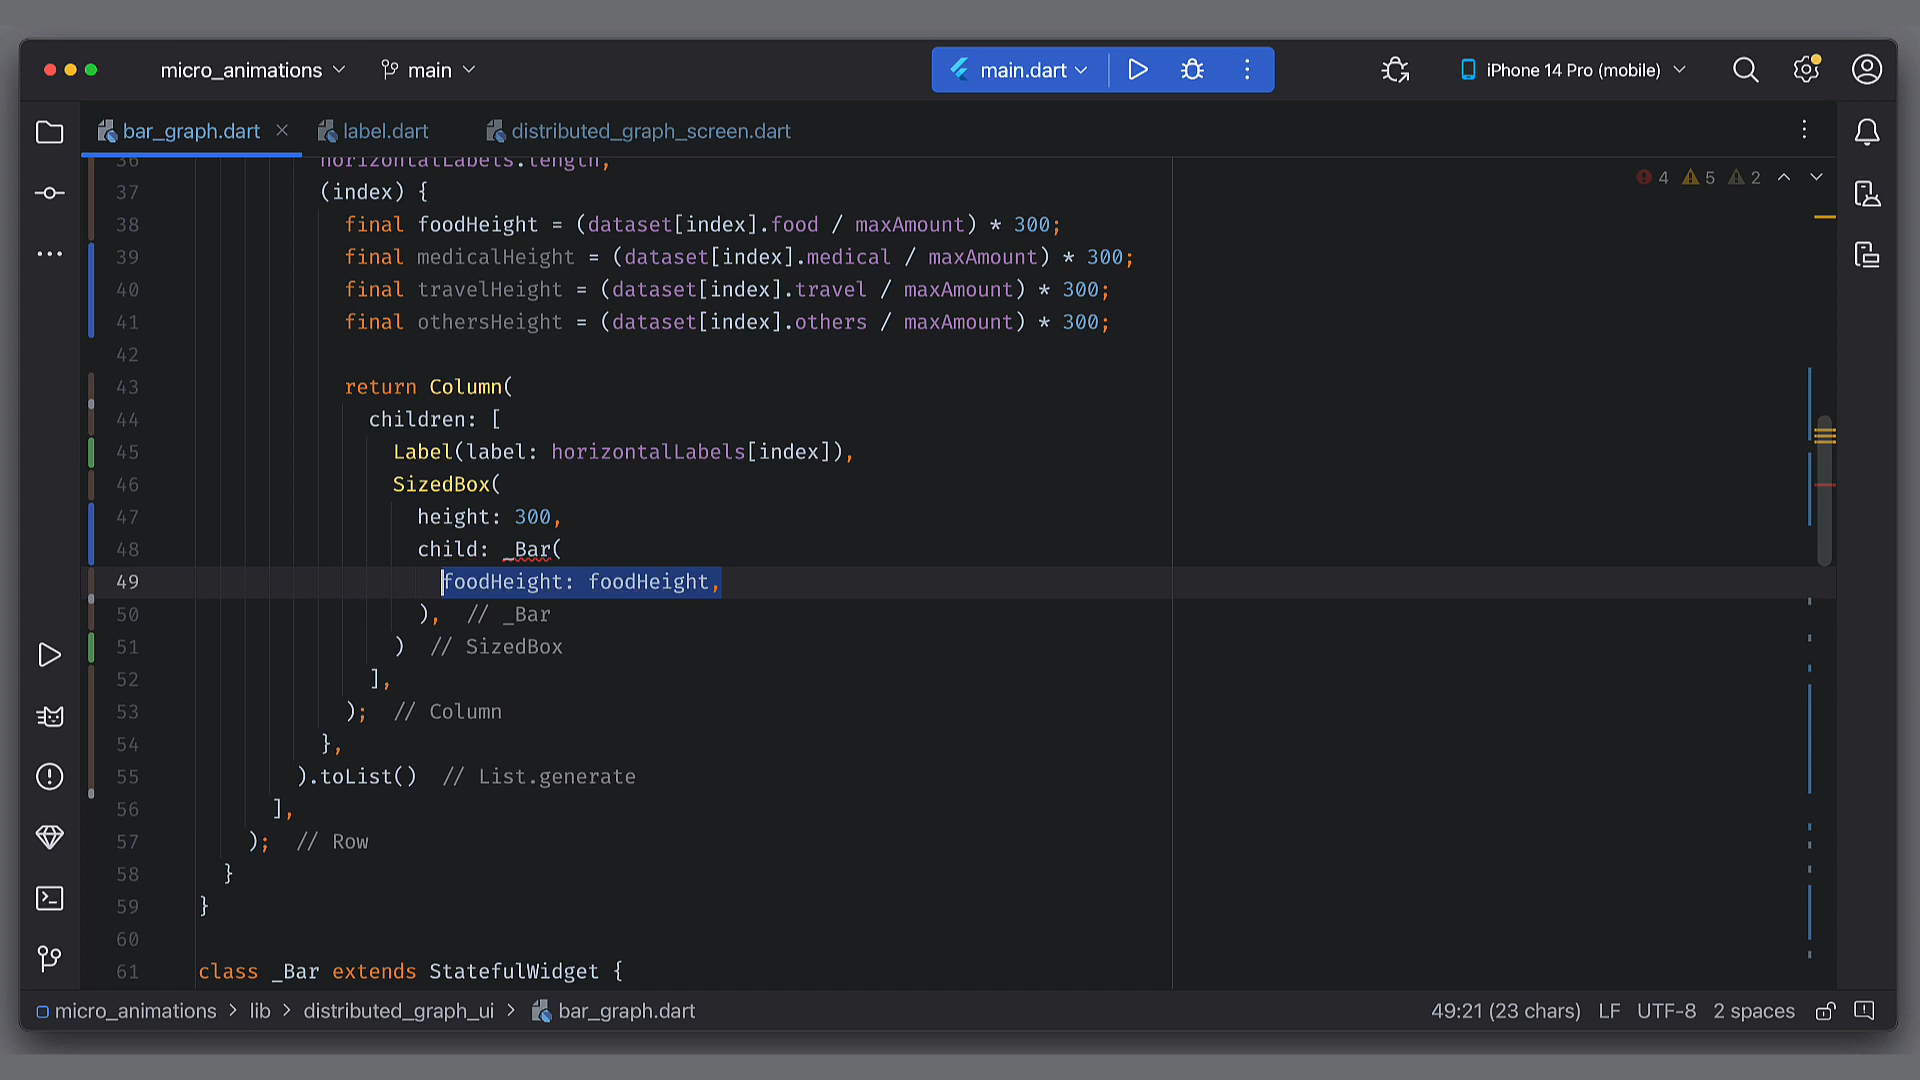 micro_animations
main
main.dart
iPhone 14 Pro (mobile)
bar_graph.dart
label.dart
distributed_graph_screen.dart
4 5 2
36 horizontalLabels.length,
37 (index) {
38 final foodHeight = (dataset[index].food / maxAmount) * 300;
39 final medicalHeight = (dataset[index].medical / maxAmount) * 300;
40 final travelHeight = (dataset[index].travel / maxAmount) * 300;
41 final othersHeight = (dataset[index].others / maxAmount) * 300;
42
43 return Column(
44 children: [
45 Label(label: horizontalLabels[index]),
46 SizedBox(
47 height: 300,
48 child: _Bar(
49 foodHeight: foodHeight,
50 ), // _Bar
51 ) // SizedBox
52 ],
53 ); // Column
54 },
55 ).toList() // List.generate
56 ],
57 ); // Row
58 }
59 }
60
61 class _Bar extends StatefulWidget {
micro_animations > lib > distributed_graph_ui > bar_graph.dart
49:21 (23 chars) LF UTF-8 2 spaces